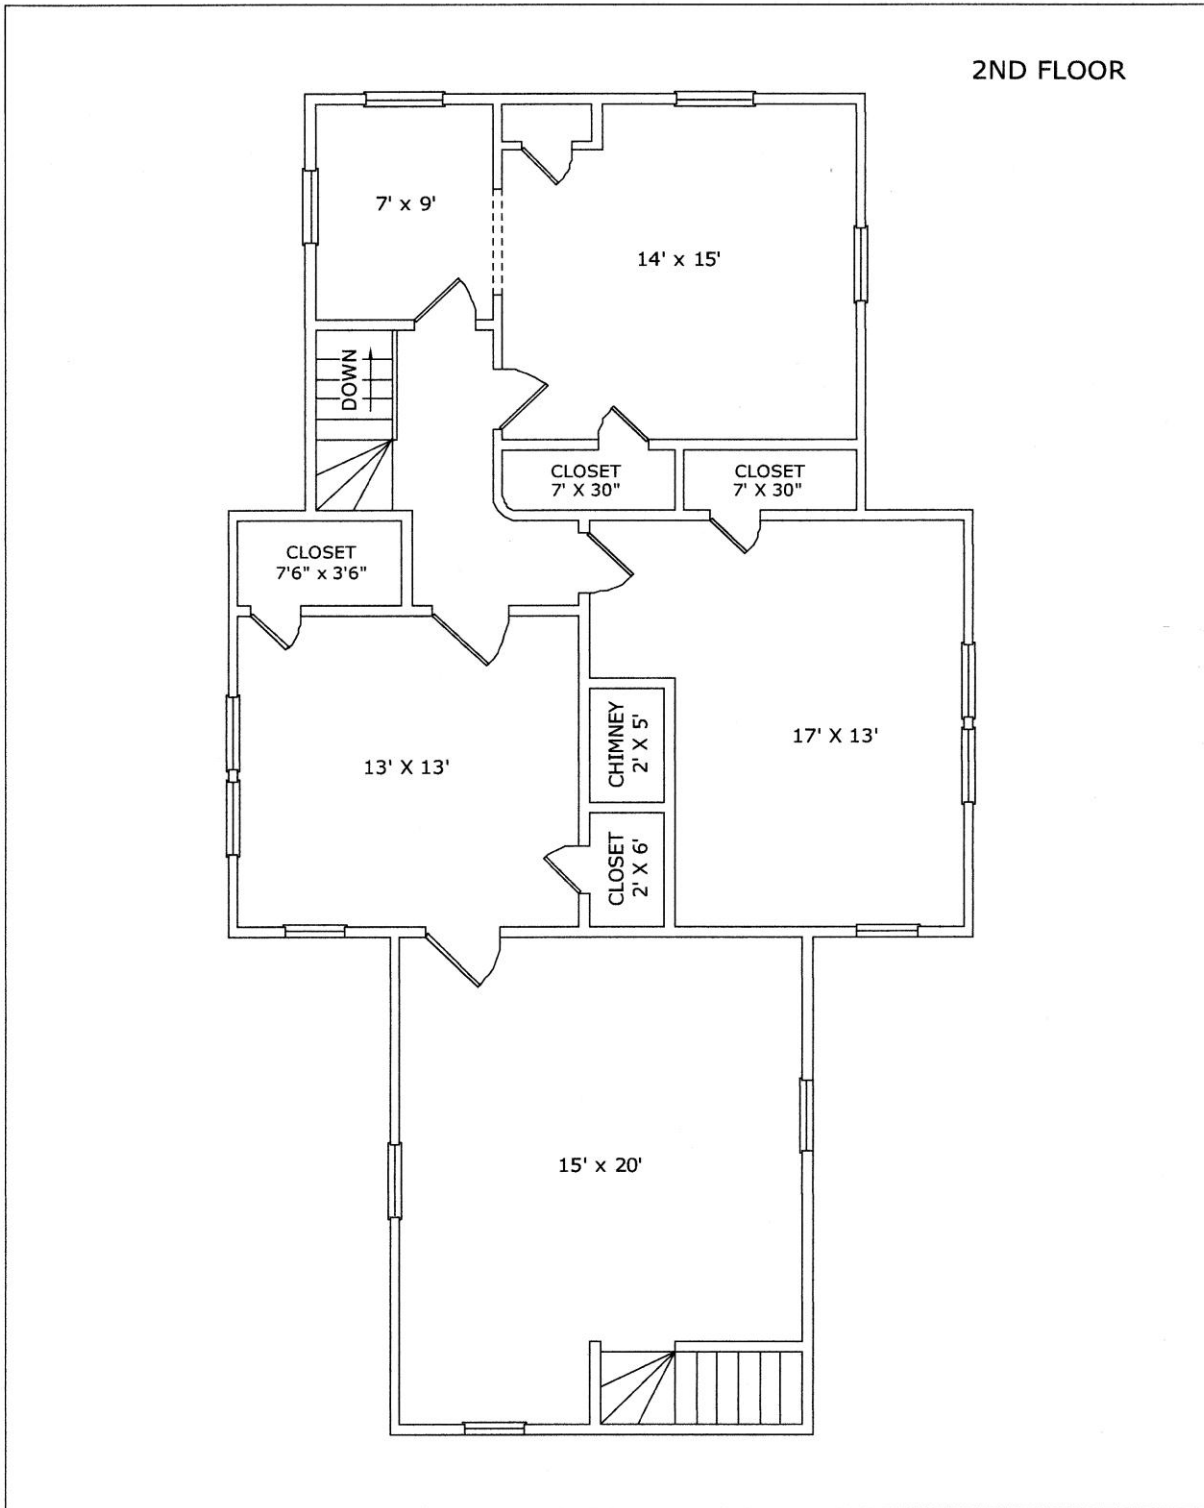 2ND FLOOR
7' x 9'
14' x 15'
DOWN
CLOSET
7' X 30"
CLOSET
7' X 30"
CLOSET
7'6" x 3'6"
CHIMNEY
2' X 5'
17' X 13'
13' X 13'
CLOSET
2' X 6'
15' x 20'